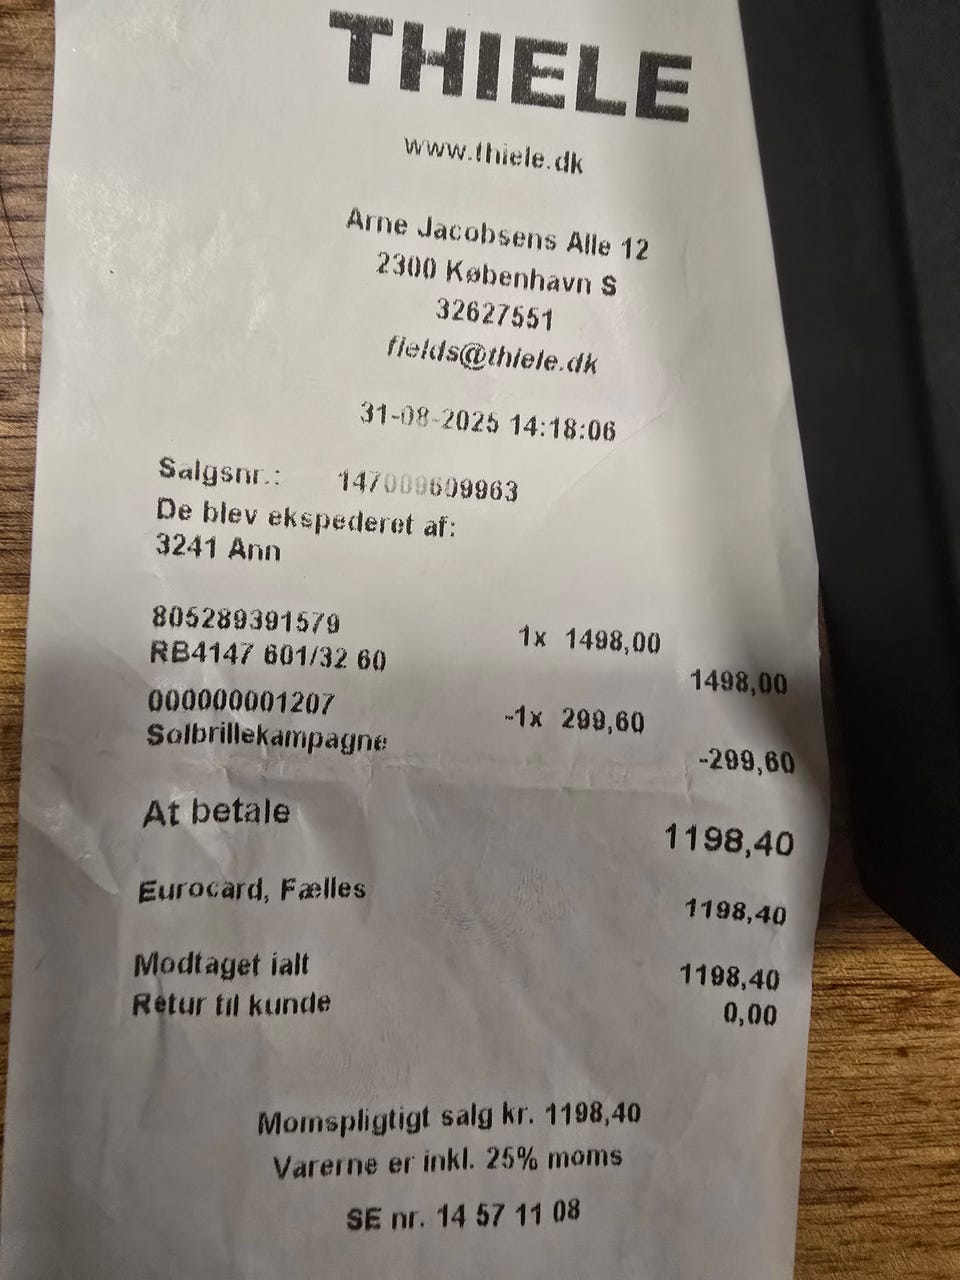 THIELE
www.thiele.dk
Arne Jacobsens Alle 12
2300 København S
32627551
fields@thiele.dk
31-08-2025 14:18:06
Salgsnr.: 147009609963
De blev ekspederet af:
3241 Ann
805289391579 1x 1498,00
RB4147 601/32 60 1498,00
000000001207 -1x 299,60
Solbrillekampagne -299,60
At betale 1198,40
Eurocard, Fælles 1198,40
Modtaget ialt 1198,40
Retur til kunde 0,00
Momspligtigt salg kr. 1198,40
Varerne er inkl. 25% moms
SE nr. 14 57 11 08